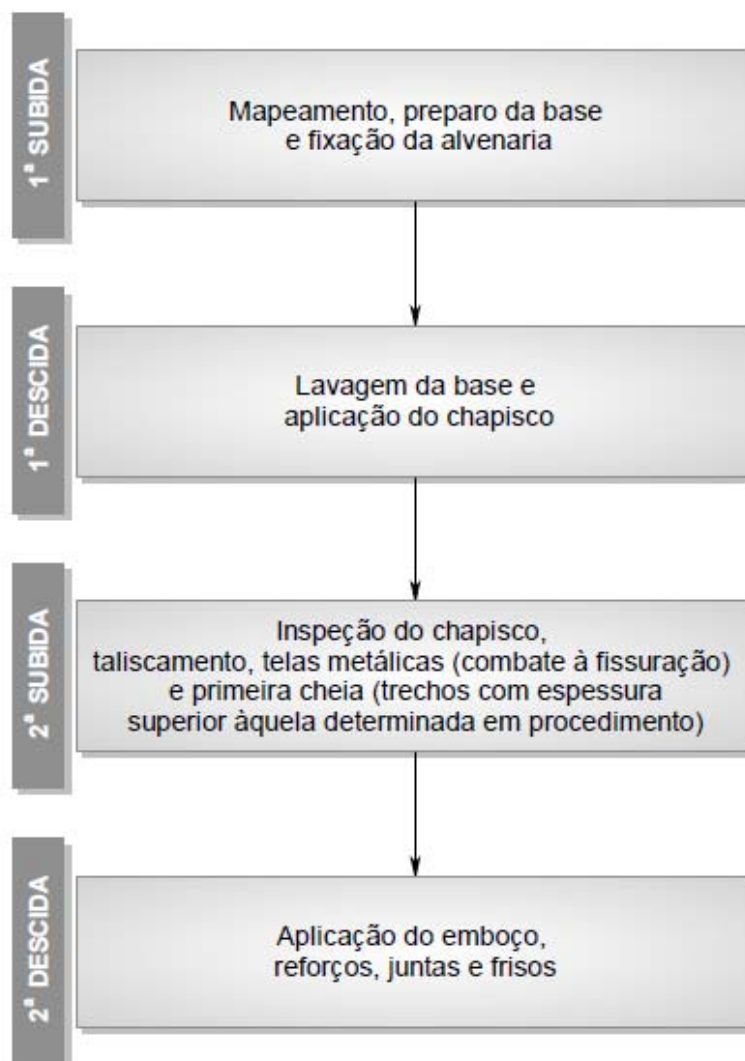 1ª SUBIDA
Mapeamento, preparo da base
e fixação da alvenaria
1ª DESCIDA
Lavagem da base e
aplicação do chapisco
2ª SUBIDA
Inspeção do chapisco,
taliscamento, telas metálicas (combate à fissuração)
e primeira cheia (trechos com espessura
superior àquela determinada em procedimento)
2ª DESCIDA
Aplicação do emboço,
reforços, juntas e frisos